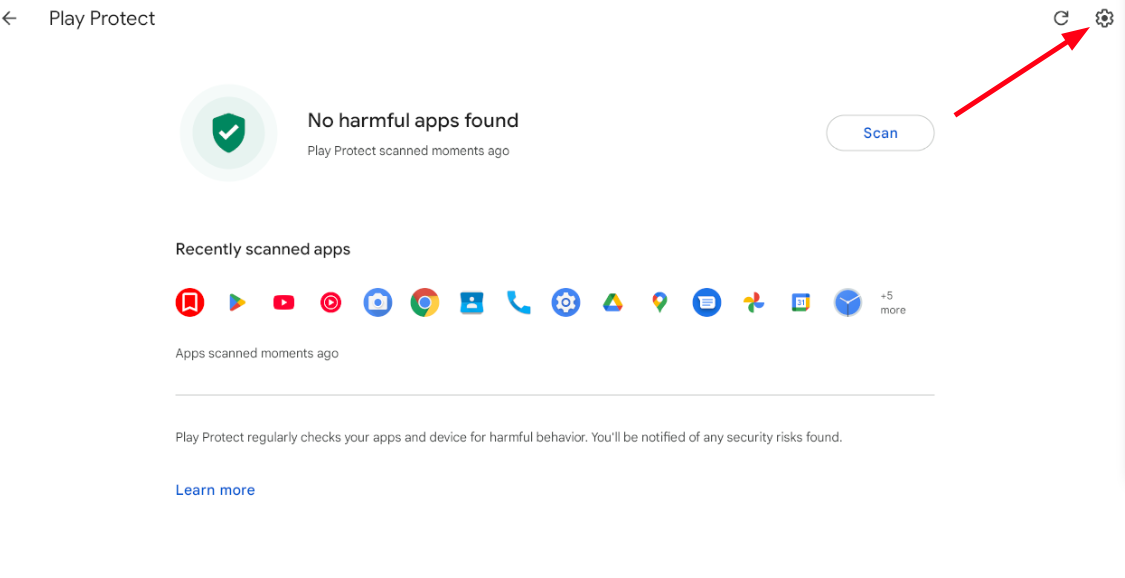 Play Protect
No harmful apps found
Play Protect scanned moments ago
Scan
Recently scanned apps
31
+5
more
Apps scanned moments ago
Play Protect regularly checks your apps and device for harmful behavior. You'll be notified of any security risks found.
Learn more